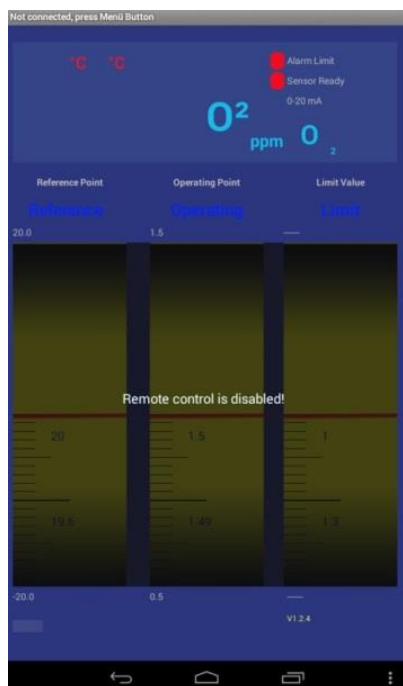 Not connected, press Menü Button
°C °C
Alarm Limit
Sensor Ready
0-20 mA
O²
ppm
O₂
Reference Point Operating Point Limit Value
Reference Operating Limit
20.0 1.5 ----
Remote control is disabled!
20 1.5 1
19.6 1.49 1.3
-20.0 0.5 ----
V1.2.4